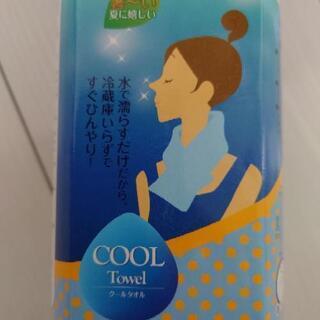 夏に嬉しい
水で濡らすだけだから、
冷蔵庫いらずで
すぐひんやり!
COOL
Towel
クールタオル